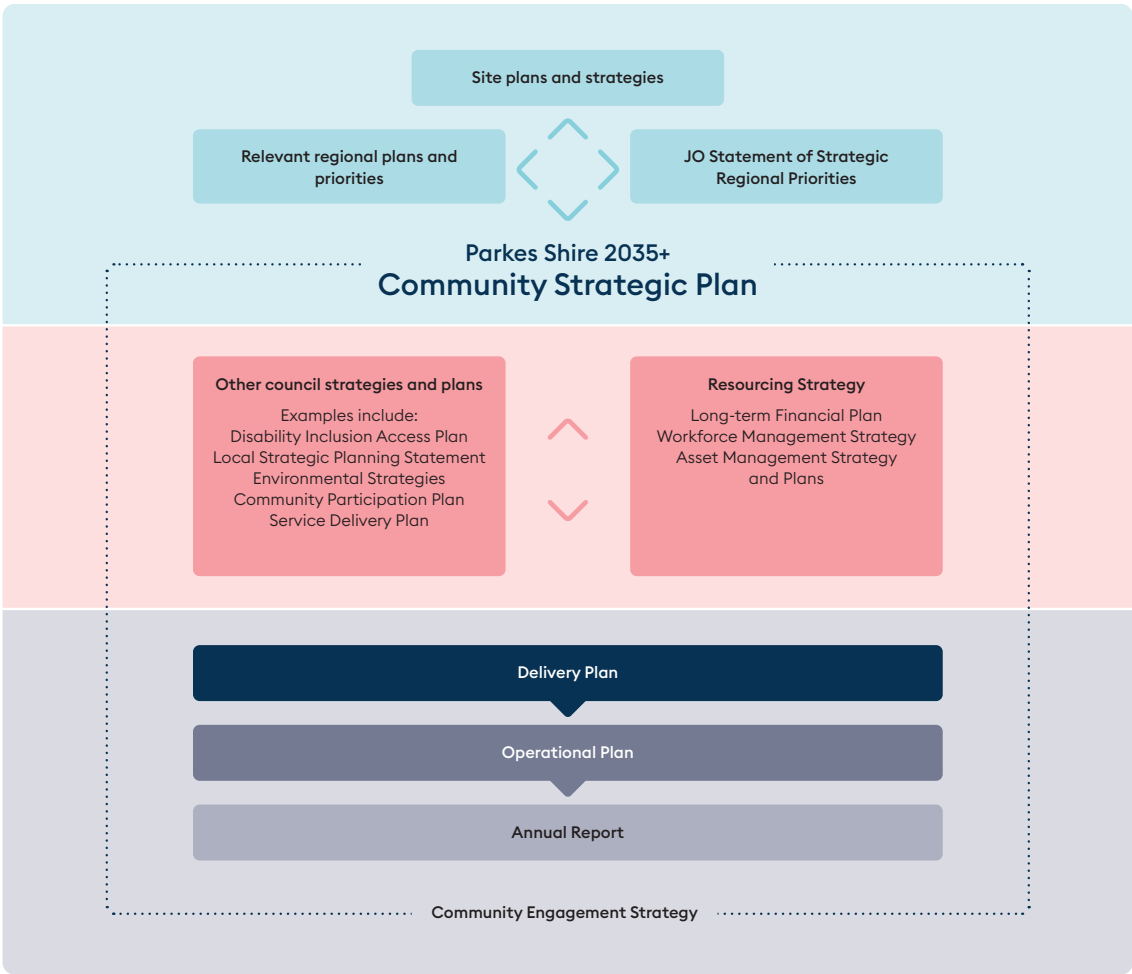 Site plans and strategies
Relevant regional plans and
priorities
JO Statement of Strategic
Regional Priorities
Parkes Shire 2035+
Community Strategic Plan
Other council strategies and plans
Examples include:
Disability Inclusion Access Plan
Local Strategic Planning Statement
Environmental Strategies
Community Participation Plan
Service Delivery Plan
Resourcing Strategy
Long-term Financial Plan
Workforce Management Strategy
Asset Management Strategy
and Plans
Delivery Plan
Operational Plan
Annual Report
Community Engagement Strategy